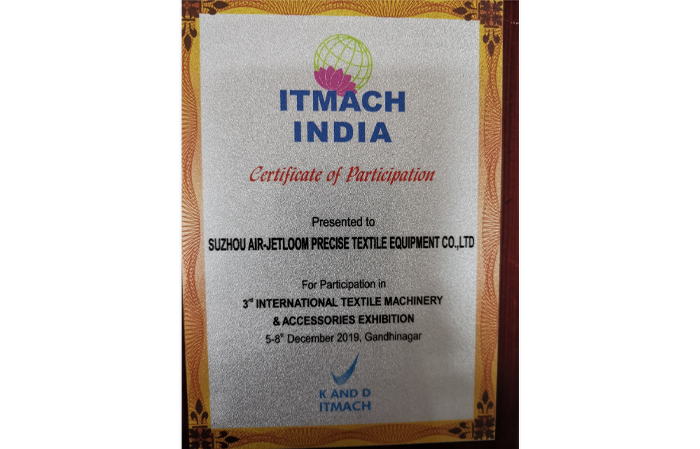 ITMACH
INDIA
Certificate of Participation
Presented to
SUZHOU AIR-JETLOOM PRECISE TEXTILE EQUIPMENT CO.,LTD
For Participation in
3rd INTERNATIONAL TEXTILE MACHINERY
& ACCESSORIES EXHIBITION
5-8th December 2019, Gandhinagar
K AND D
ITMACH